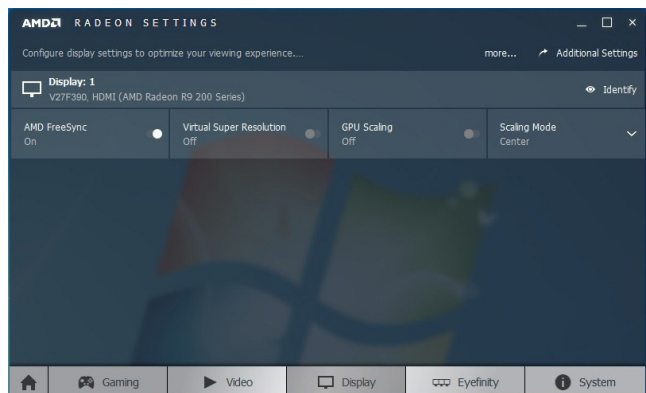 AMD RADEON SETTINGS
Configure display settings to optimize your viewing experience.... more... Additional Settings
Display: 1
V27F390, HDMI (AMD Radeon R9 200 Series)
Identify
AMD FreeSync
On
Virtual Super Resolution
Off
GPU Scaling
Off
Scaling Mode
Center
Gaming Video Display Eyefinity System